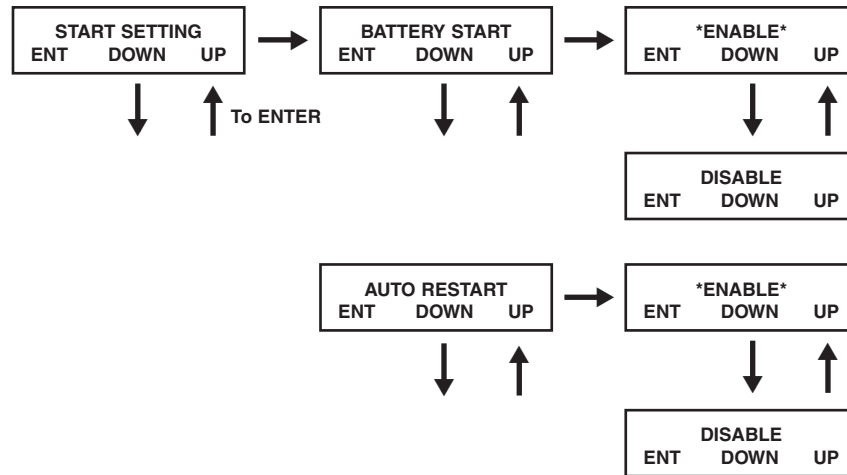 START SETTING
ENT DOWN UP
BATTERY START
ENT DOWN UP
*ENABLE*
ENT DOWN UP
To ENTER
DISABLE
ENT DOWN UP
AUTO RESTART
ENT DOWN UP
*ENABLE*
ENT DOWN UP
DISABLE
ENT DOWN UP